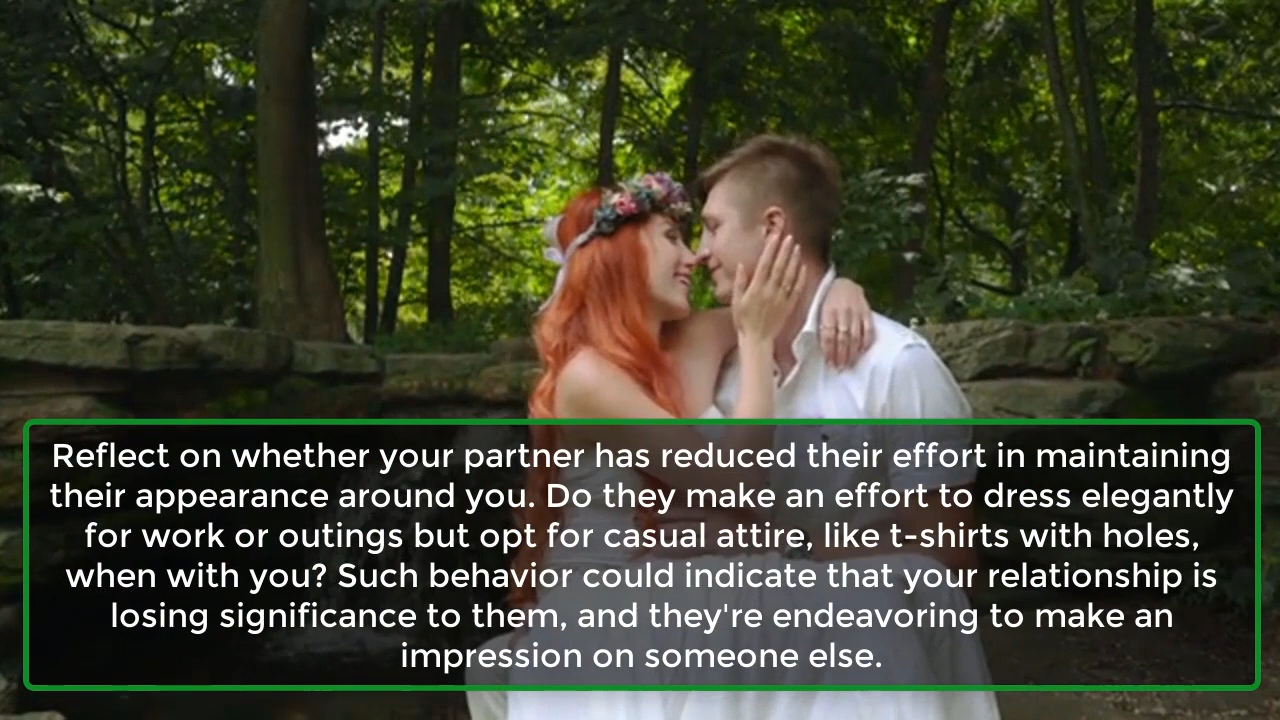 Reflect on whether your partner has reduced their effort in maintaining
their appearance around you. Do they make an effort to dress elegantly
for work or outings but opt for casual attire, like t-shirts with holes,
when with you? Such behavior could indicate that your relationship is
losing significance to them, and they're endeavoring to make an
impression on someone else.